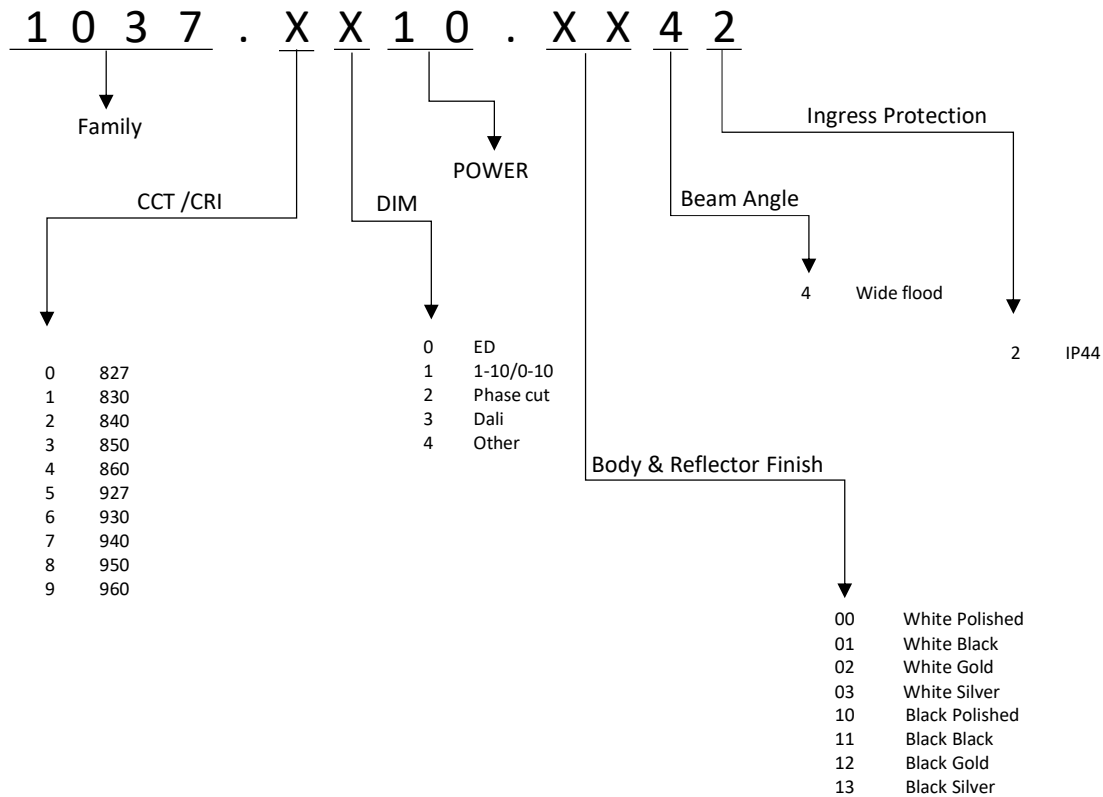 1 0 3 7 . X X 1 0 . X X 4 2
Family
Ingress Protection
POWER
CCT /CRI
DIM
Beam Angle
4 Wide flood
0 ED
1 1-10/0-10
2 Phase cut
3 Dali
4 Other
2 IP44
0 827
1 830
2 840
3 850
4 860
5 927
6 930
7 940
8 950
9 960
Body & Reflector Finish
00 White Polished
01 White Black
02 White Gold
03 White Silver
10 Black Polished
11 Black Black
12 Black Gold
13 Black Silver